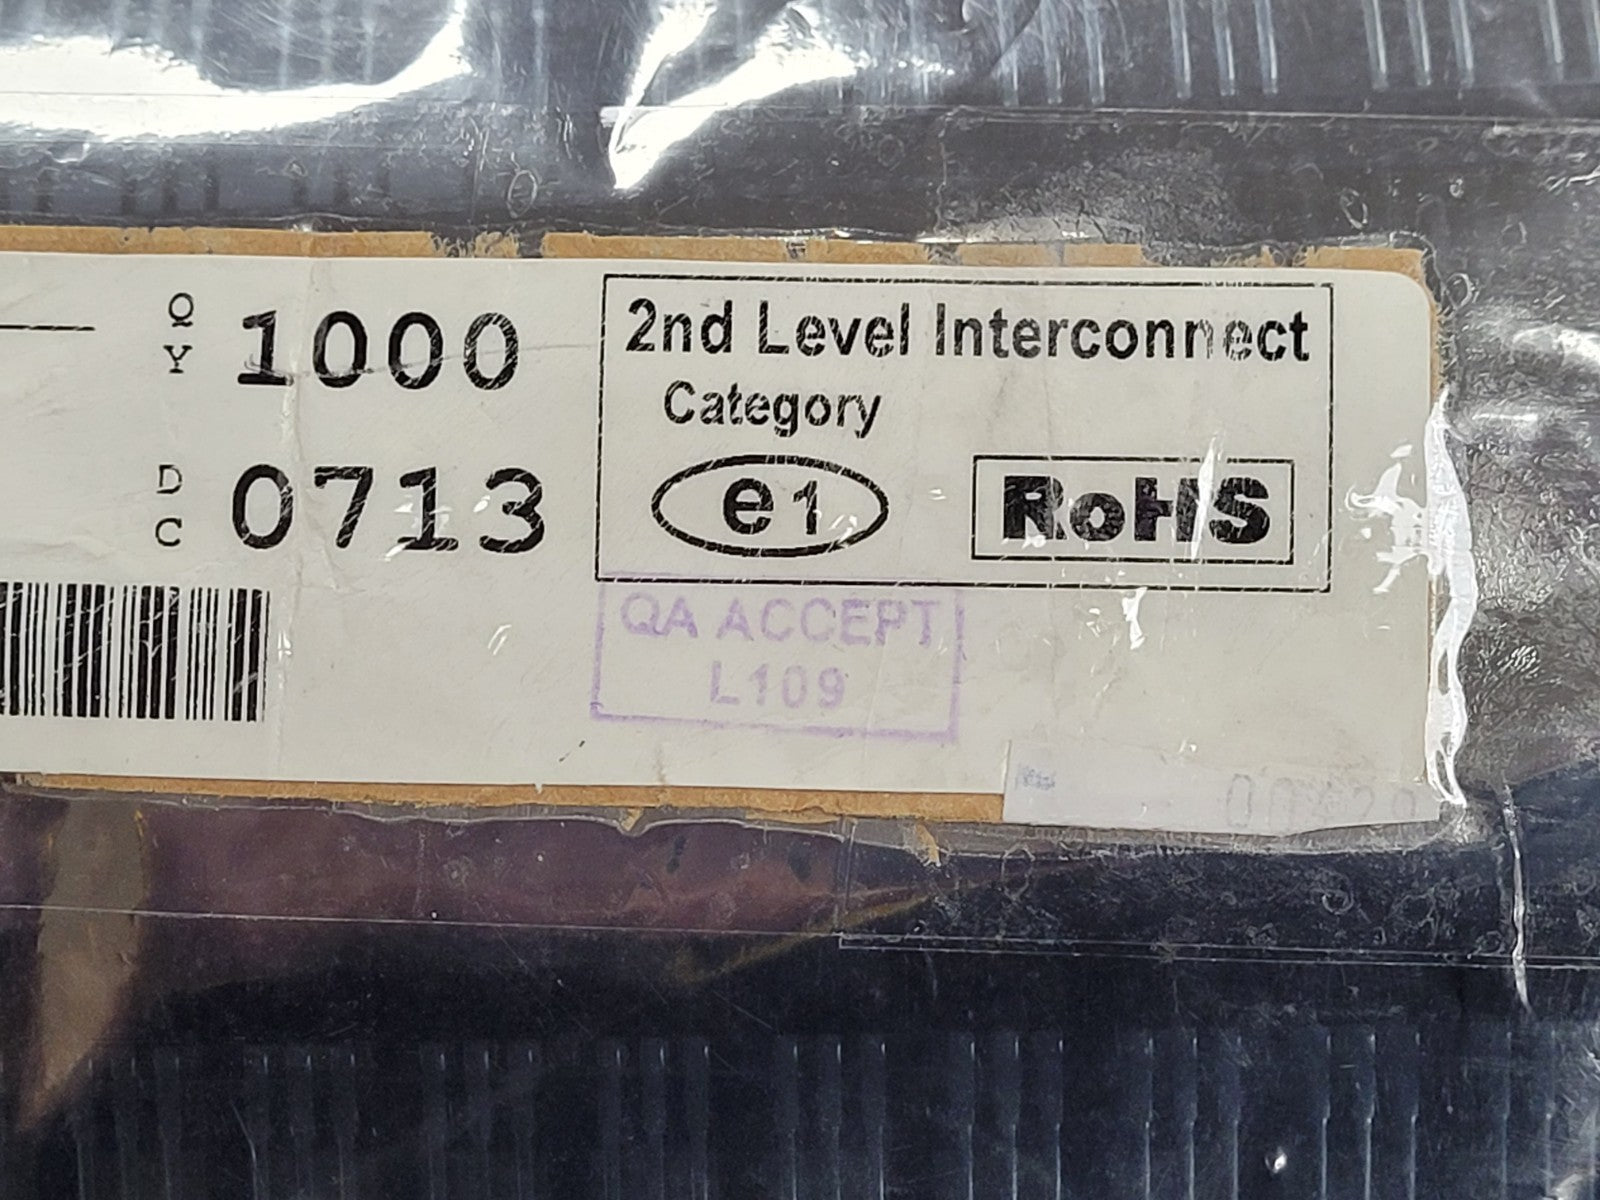 QY 1000
2nd Level Interconnect
Category
DC 0713
e1 RoHS
QA ACCEPT
L109